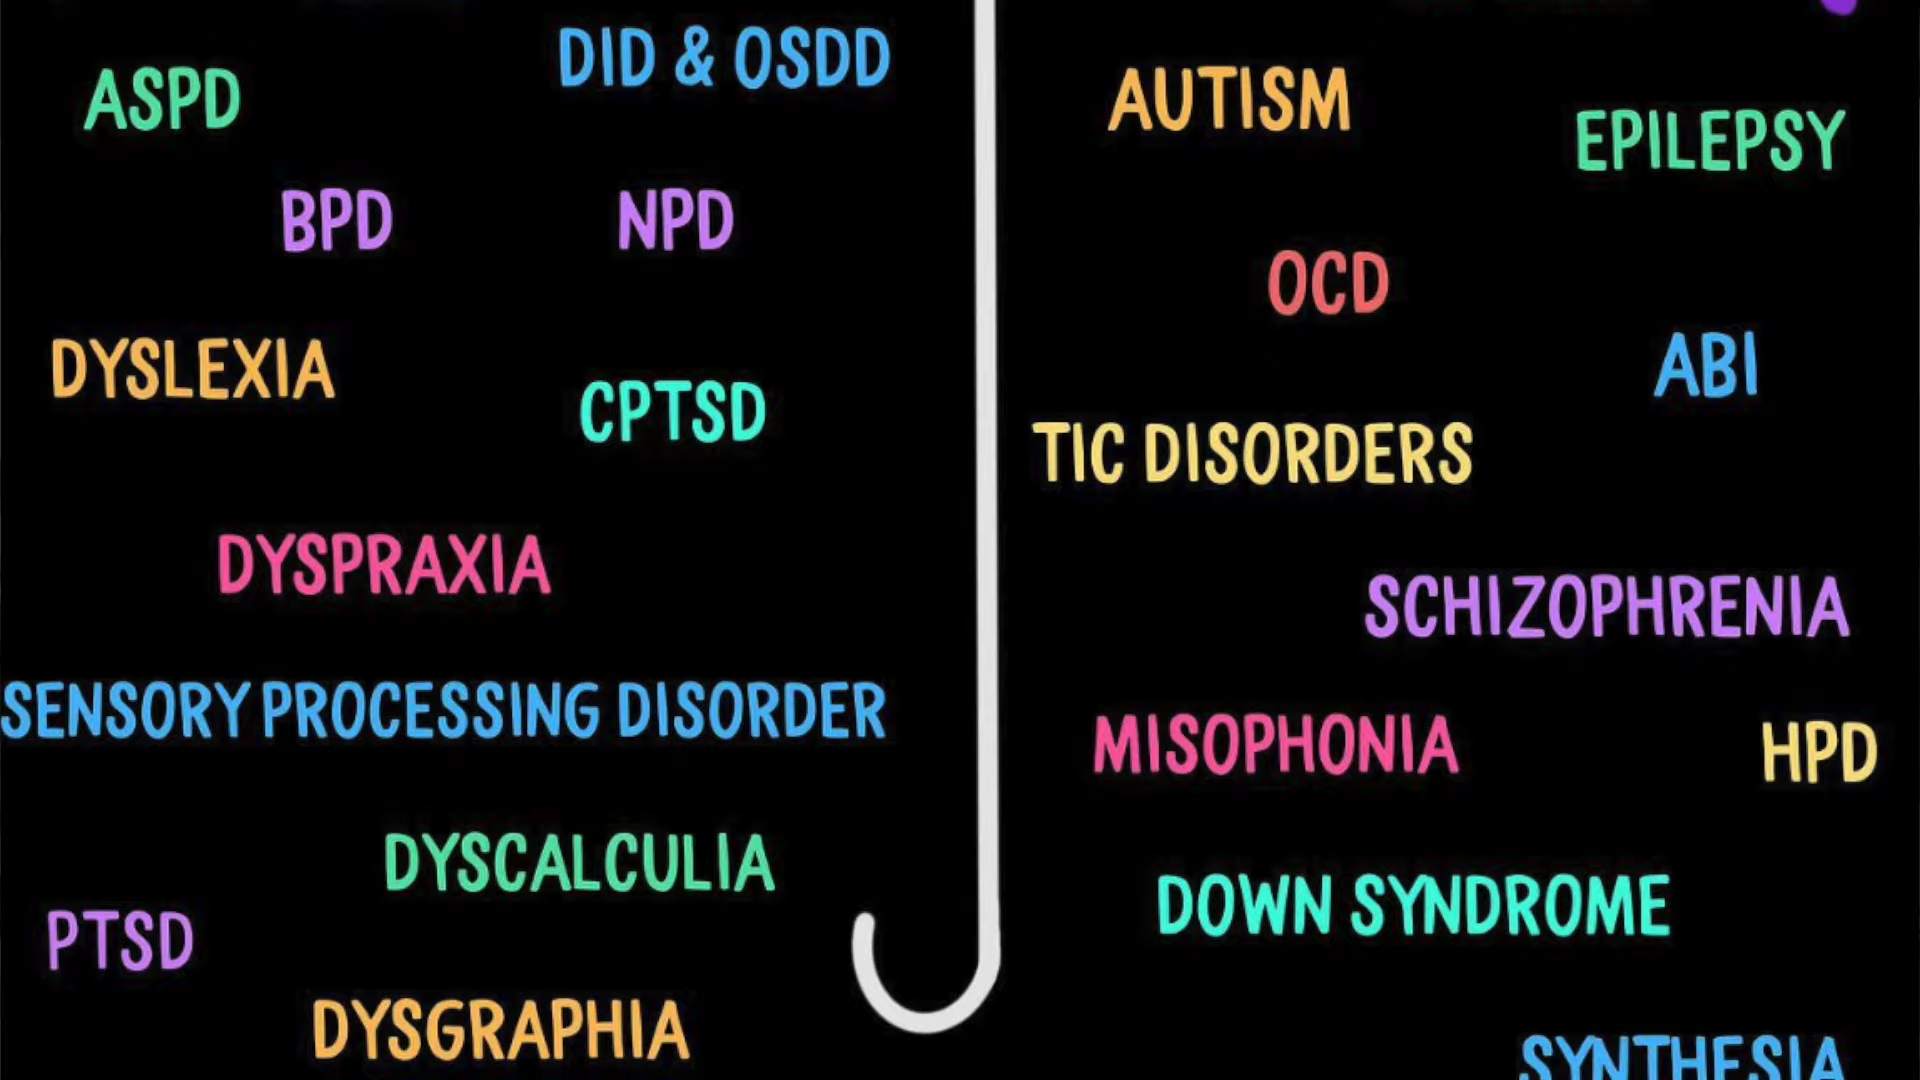 DID & OSDD
ASPD
BPD
NPD
DYSLEXIA
CPTSD
DYSPRAXIA
SENSORY PROCESSING DISORDER
DYSCALCULIA
PTSD
DYSGRAPHIA
AUTISM
EPILEPSY
OCD
ABI
TIC DISORDERS
SCHIZOPHRENIA
MISOPHONIA
HPD
DOWN SYNDROME
SYNTHESIA